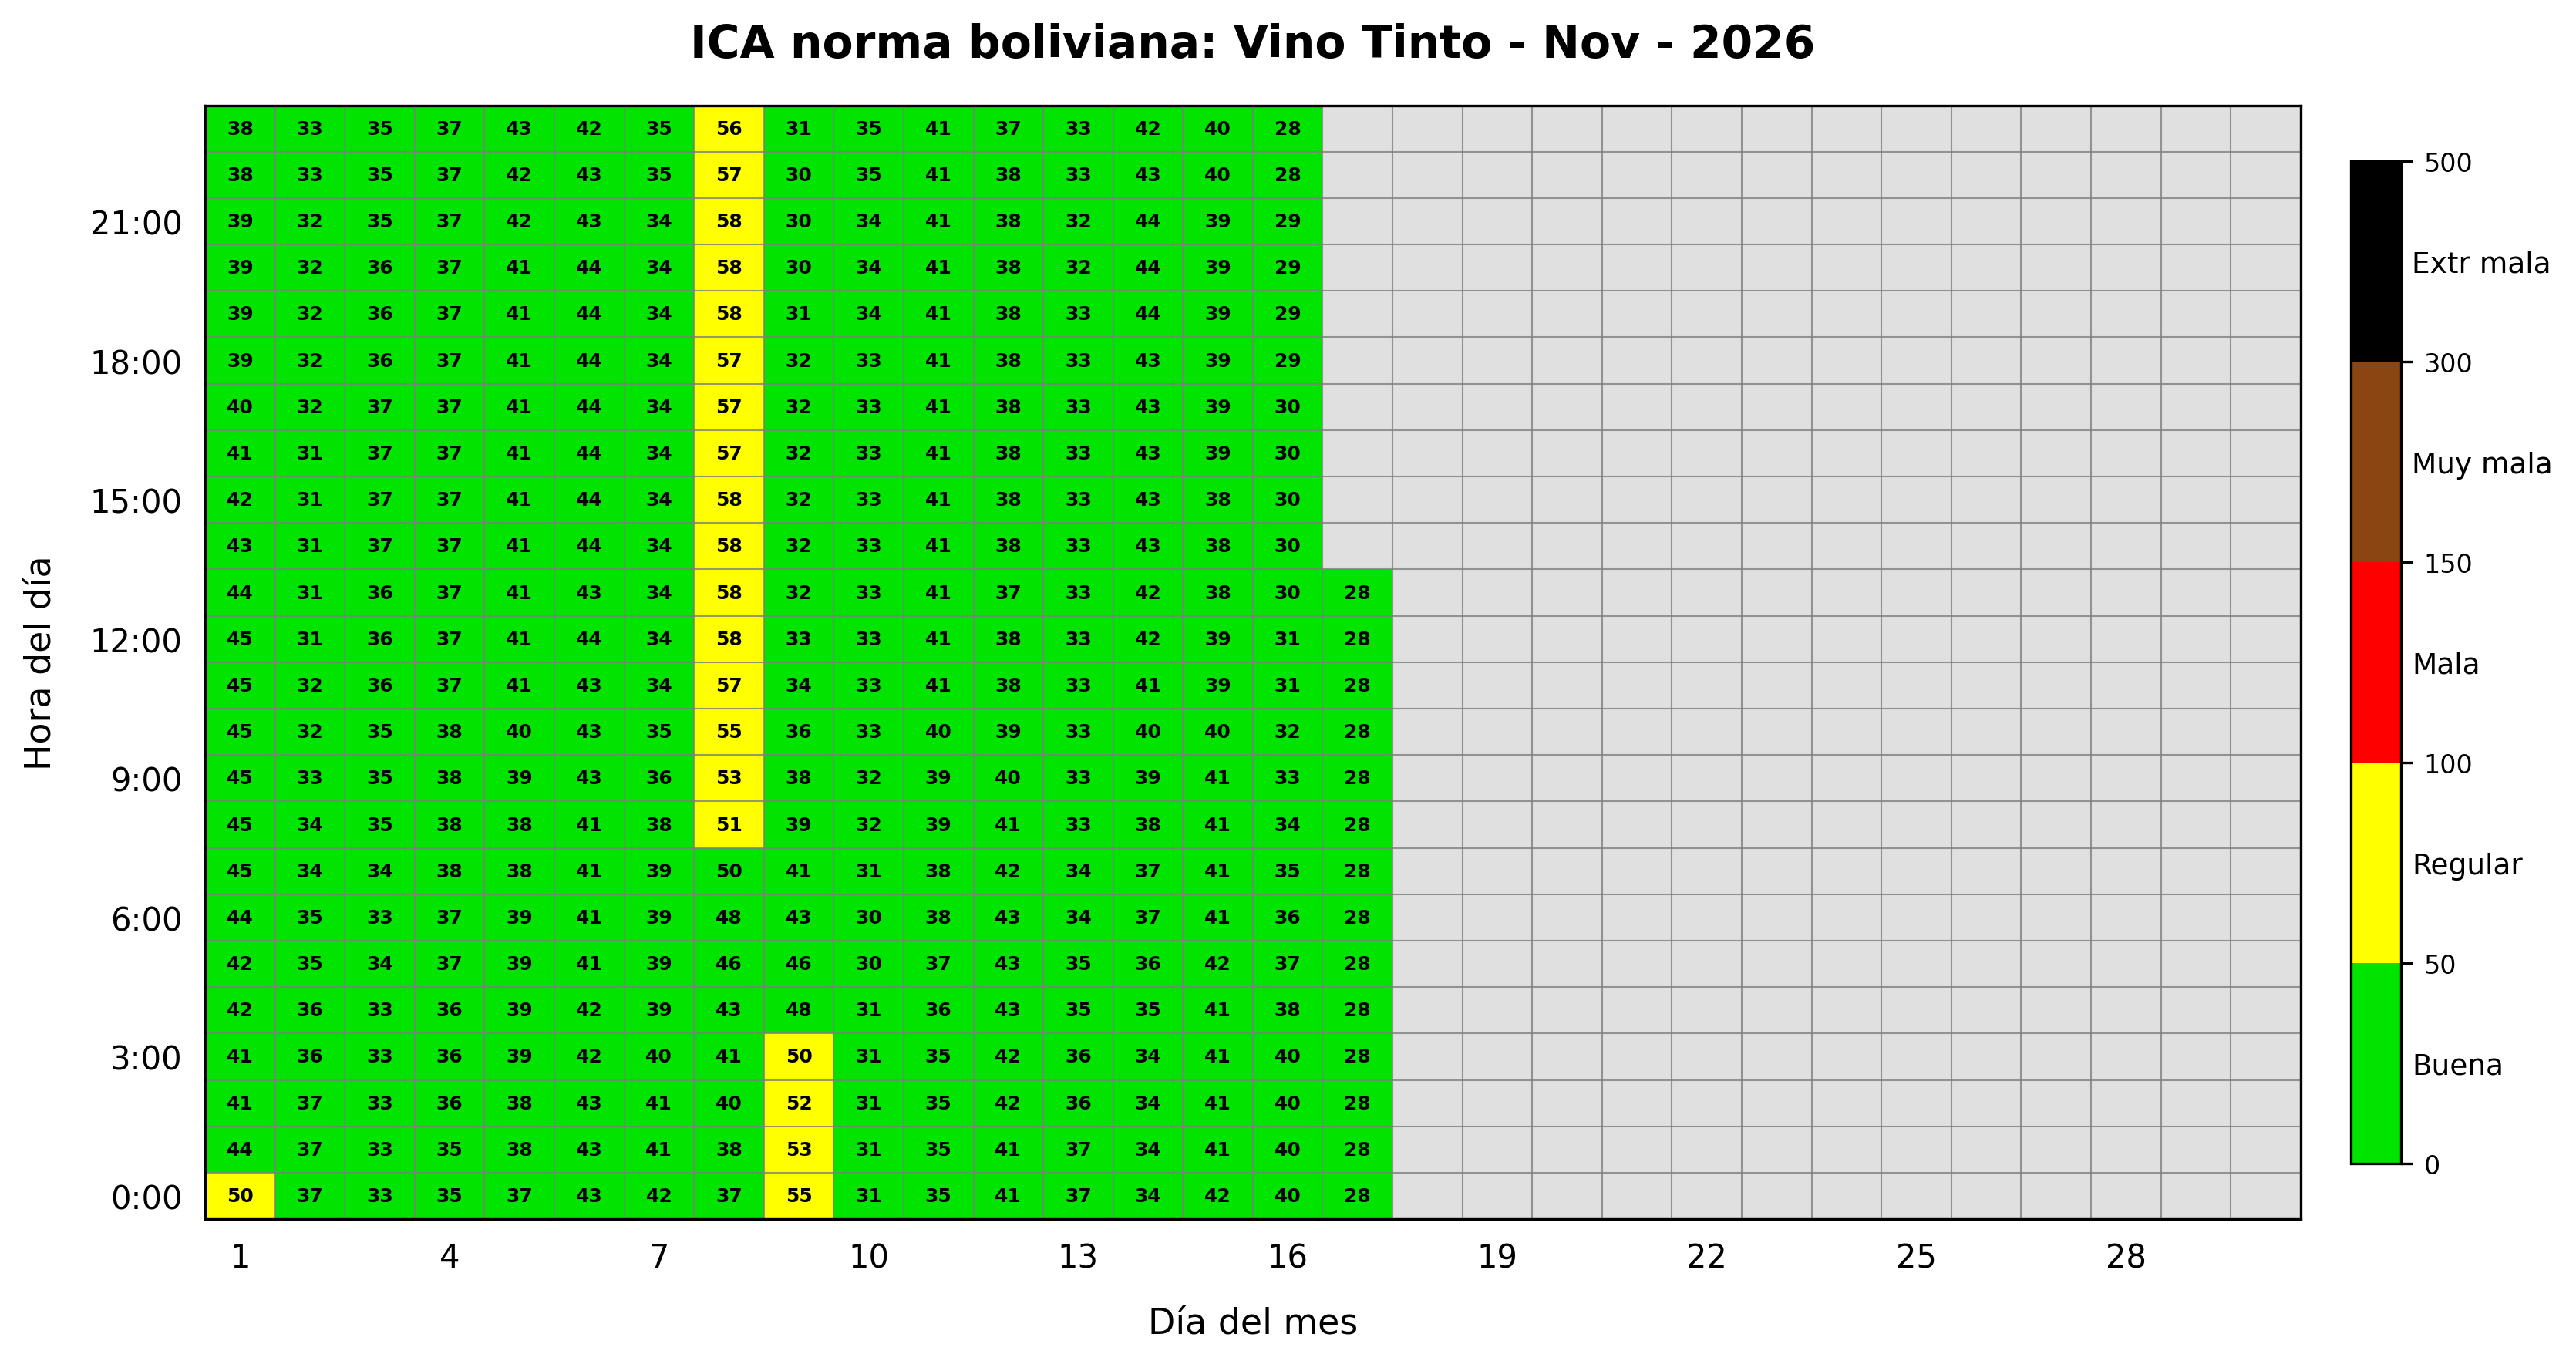 ICA norma boliviana: Vino Tinto - Nov - 2026
38 33 35 37 43 42 35 56 31 35 41 37 33 42 40 28
38 33 35 37 42 43 35 57 30 35 41 38 33 43 40 28
21:00 39 32 35 37 42 43 34 58 30 34 41 38 32 44 39 29
39 32 36 37 41 44 34 58 30 34 41 38 32 44 39 29
39 32 36 37 41 44 34 58 31 34 41 38 33 44 39 29
18:00 39 32 36 37 41 44 34 57 32 33 41 38 33 43 39 29
40 32 37 37 41 44 34 57 32 33 41 38 33 43 39 30
41 31 37 37 41 44 34 57 32 33 41 38 33 43 39 30
15:00 42 31 37 37 41 44 34 58 32 33 41 38 33 43 38 30
43 31 37 37 41 44 34 58 32 33 41 38 33 43 38 30
44 31 36 37 41 43 34 58 32 33 41 37 33 42 38 30 28
12:00 45 31 36 37 41 44 34 58 33 33 41 38 33 42 39 31 28
45 32 36 37 41 43 34 57 34 33 41 38 33 41 39 31 28
45 32 35 38 40 43 35 55 36 33 40 39 33 40 40 32 28
9:00 45 33 35 38 39 43 36 53 38 32 39 40 33 39 41 33 28
45 34 35 38 38 41 38 51 39 32 39 41 33 38 41 34 28
45 34 34 38 38 41 39 50 41 31 38 42 34 37 41 35 28
6:00 44 35 33 37 39 41 39 48 43 30 38 43 34 37 41 36 28
42 35 34 37 39 41 39 46 46 30 37 43 35 36 42 37 28
42 36 33 36 39 42 39 43 48 31 36 43 35 35 41 38 28
3:00 41 36 33 36 39 42 40 41 50 31 35 42 36 34 41 40 28
41 37 33 36 38 43 41 40 52 31 35 42 36 34 41 40 28
44 37 33 35 38 43 41 38 53 31 35 41 37 34 41 40 28
0:00 50 37 33 35 37 43 42 37 55 31 35 41 37 34 42 40 28
1 4 7 10 13 16 19 22 25 28
Día del mes
Hora del día
500
Extr mala
300
Muy mala
150
Mala
100
Regular
50
Buena
0